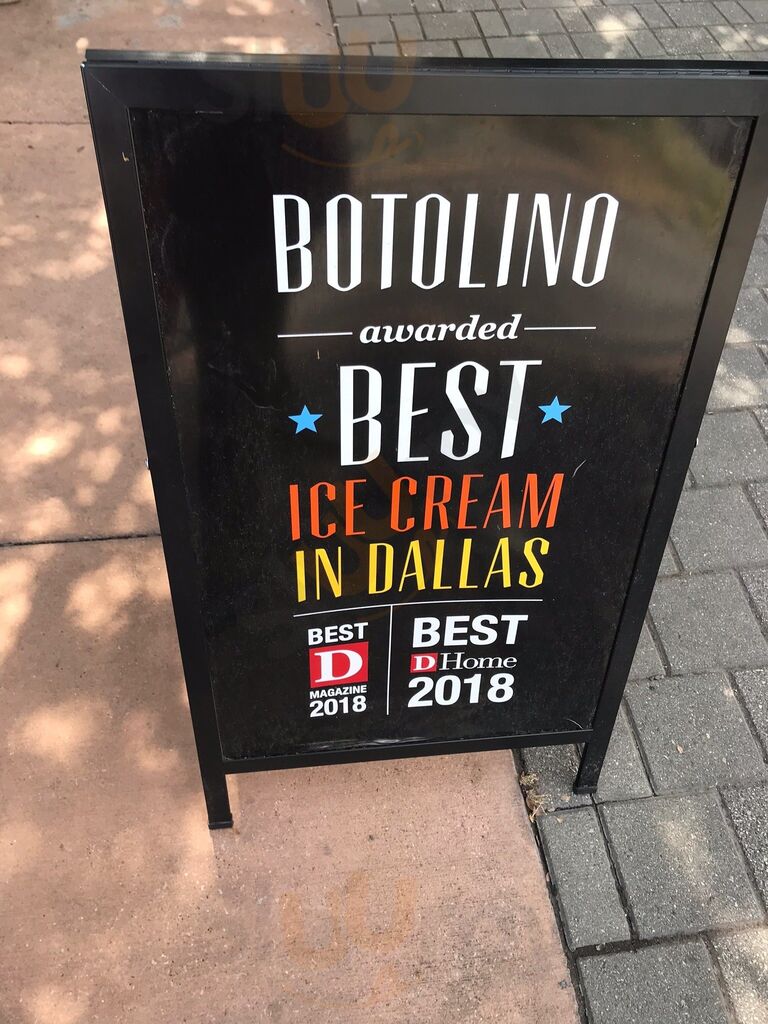 BOTOLINO
awarded
BEST
ICE CREAM
IN DALLAS
BEST
D
MAGAZINE
2018
BEST
D Home
2018